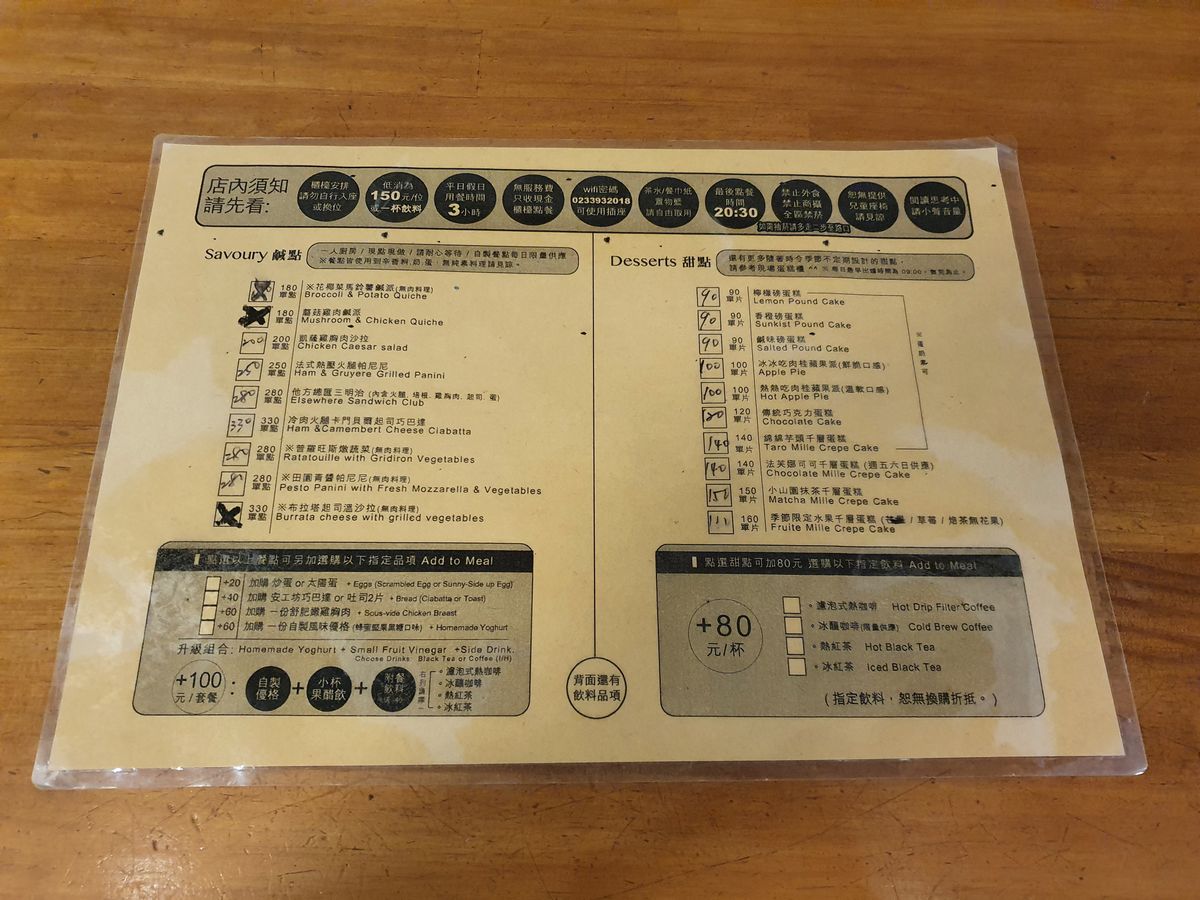 店內須知
請先看:
櫃檯安排
請勿自行入座
或換位
低消為
150元/位
或一杯飲料
平日假日
用餐時間
3小時
無服務費
只收現金
櫃檯點餐
wifi密碼
0233932018
可使用插座
茶水/餐巾紙
置物籃
請自由取用
最後點餐
時間
20:30
禁止外食
禁止商攝
全區禁菸
如需抽菸請多走一步至路口
恕無提供
兒童座椅
請見諒
閱讀思考中
請小聲音量
Savoury 鹹點
一人廚房 / 現點現做 / 請耐心等待 / 自製餐點每日限量供應
※餐點皆使用到辛香料,奶,蛋,無純素料理請見諒。
180 單點 ※花椰菜馬鈴薯鹹派(無肉料理)
Broccoli & Potato Quiche
180 單點 蘑菇雞肉鹹派
Mushroom & Chicken Quiche
200 200 單點 凱薩雞胸肉沙拉
Chicken Caesar salad
250 250 單點 法式熱壓火腿帕尼尼
Ham & Gruyere Grilled Panini
280 280 單點 他方總匯三明治 (內含火腿, 培根, 雞胸肉, 起司, 蛋)
Elsewhere Sandwich Club
330 330 單點 冷肉火腿卡門貝爾起司巧巴達
Ham &Camembert Cheese Ciabatta
280 280 單點 ※普羅旺斯燉蔬菜(無肉料理)
Ratatouille with Gridiron Vegetables
280 280 單點 ※田園青醬帕尼尼(無肉料理)
Pesto Panini with Fresh Mozzarella & Vegetables
330 單點 ※布拉塔起司溫沙拉(無肉料理)
Burrata cheese with grilled vegetables
點選以上餐點可另加選購以下指定品項 Add to Meal
+20 加購 炒蛋 or 太陽蛋 + Eggs (Scrambled Egg or Sunny-Side up Egg)
+40 加購 安工坊巧巴達 or 吐司2片 + Bread (Ciabatta or Toast)
+60 加購 一份舒肥嫩雞胸肉 + Sous-vide Chicken Breast
+60 加購 一份自製風味優格 (蜂蜜堅果黑糖口味) + Homemade Yoghurt
升級組合: Homemade Yoghurt + Small Fruit Vinegar +Side Drink.
Choose Drinks: Black Tea or Coffee (I/H)
+100
元/套餐
:
自製
優格
+
小杯
果醋飲
+
附餐
飲料
右列請擇一
。濾泡式熱咖啡
。冰釀咖啡
。熱紅茶
。冰紅茶
背面還有
飲料品項
Desserts 甜點
還有更多隨著時令季節不定期設計的甜點,
請參考現場蛋糕櫃 ^^
90 90 單片 檸檬磅蛋糕
Lemon Pound Cake
90 90 單片 香橙磅蛋糕
Sunkist Pound Cake
90 90 單片 鹹味磅蛋糕
Salted Pound Cake
100 100 單片 冰冰吃肉桂蘋果派(鮮脆口感)
Apple Pie
100 100 單片 熱熱吃肉桂蘋果派(溫軟口感)
Hot Apple Pie
120 120 單片 傳統巧克力蛋糕
Chocolate Cake
140 140 單片 綿綿芋頭千層蛋糕
Taro Mille Crepe Cake
※蛋奶素可
140 140 單片 法芙娜可可千層蛋糕 (週五六日供應)
Chocolate Mille Crepe Cake
150 150 單片 小山園抹茶千層蛋糕
Matcha Mille Crepe Cake
160 單片 季節限定水果千層蛋糕 ( / 草莓 / 焙茶無花果)
Fruite Mille Crepe Cake
點選甜點可加80元 選購以下指定飲料 Add to Meal
+80
元/杯
。濾泡式熱咖啡 Hot Drip Filter Coffee
。冰釀咖啡(限量供應) Cold Brew Coffee
。熱紅茶 Hot Black Tea
。冰紅茶 Iced Black Tea
(指定飲料,恕無換購折抵。)